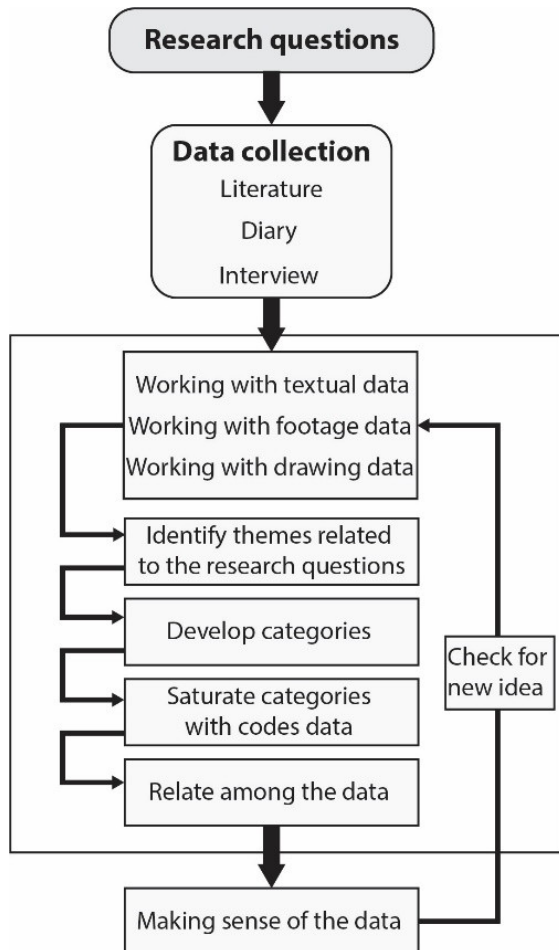 Research questions
Data collection
Literature
Diary
Interview
Working with textual data
Working with footage data
Working with drawing data
Identify themes related
to the research questions
Develop categories
Saturate categories
with codes data
Relate among the data
Check for
new idea
Making sense of the data